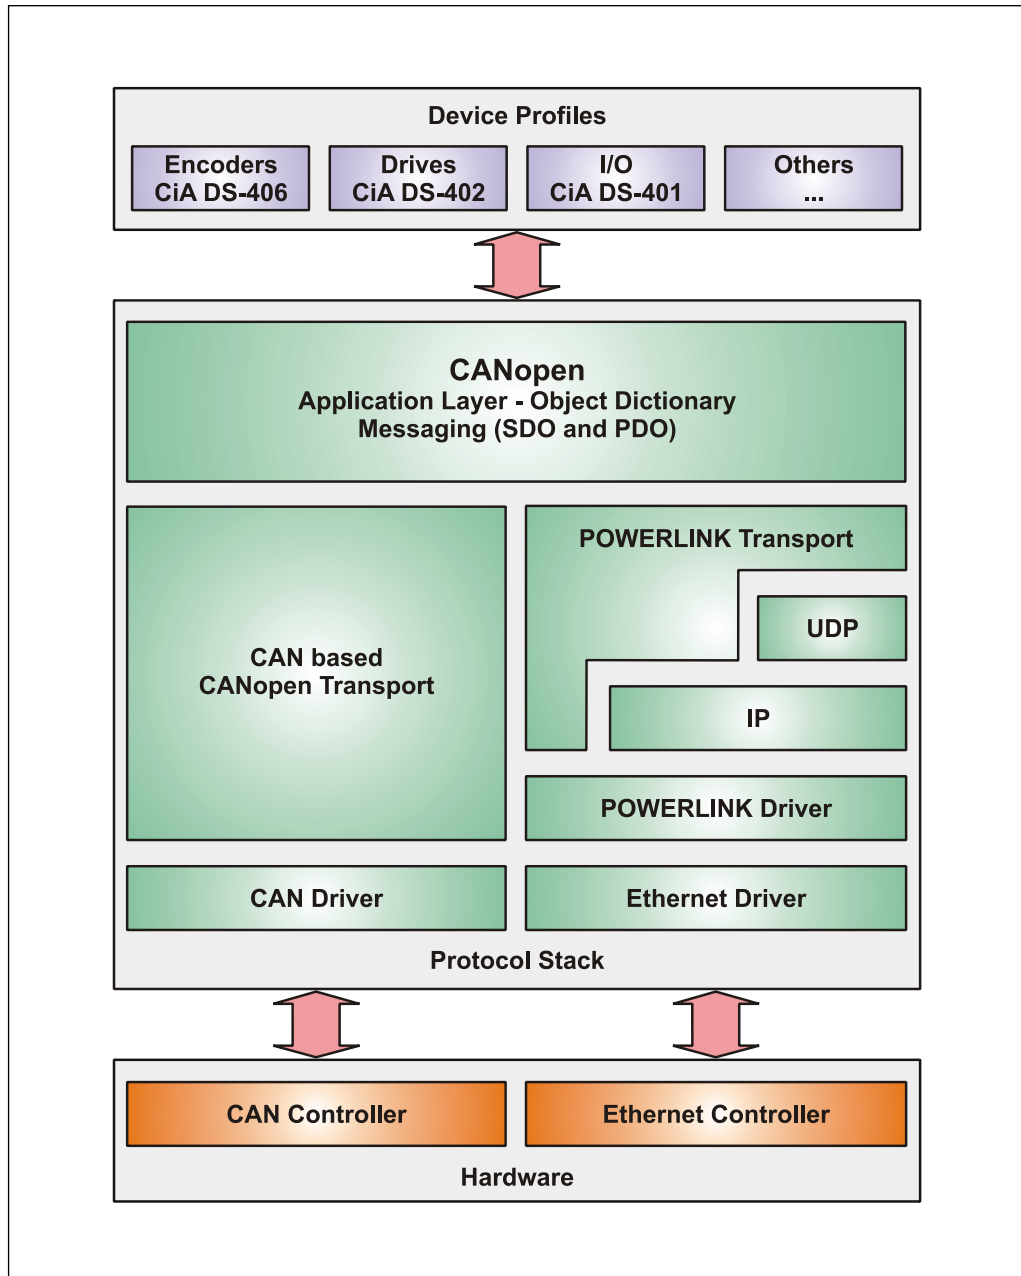 Device Profiles
Encoders
CiA DS-406
Drives
CiA DS-402
I/O
CiA DS-401
Others
...
CANopen
Application Layer - Object Dictionary
Messaging (SDO and PDO)
CAN based
CANopen Transport
POWERLINK Transport
UDP
IP
POWERLINK Driver
CAN Driver
Ethernet Driver
Protocol Stack
CAN Controller
Ethernet Controller
Hardware